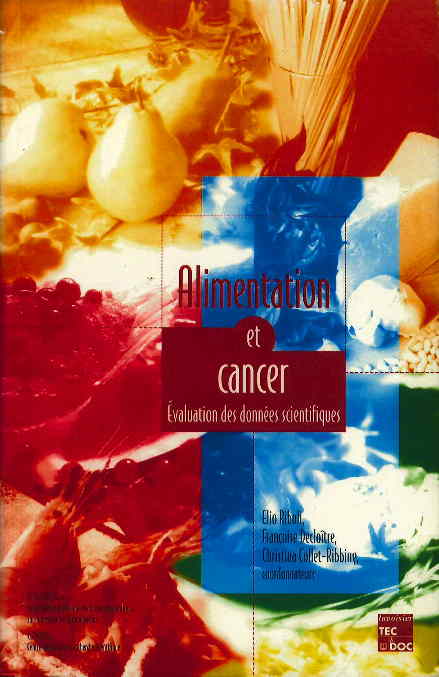 Alimentation
et
cancer
Évaluation des données scientifiques
Elio Riboli,
Françoise Decloître,
Christine Collet-Ribbing,
coordonnateurs
Lavoisier
TEC
& DOC